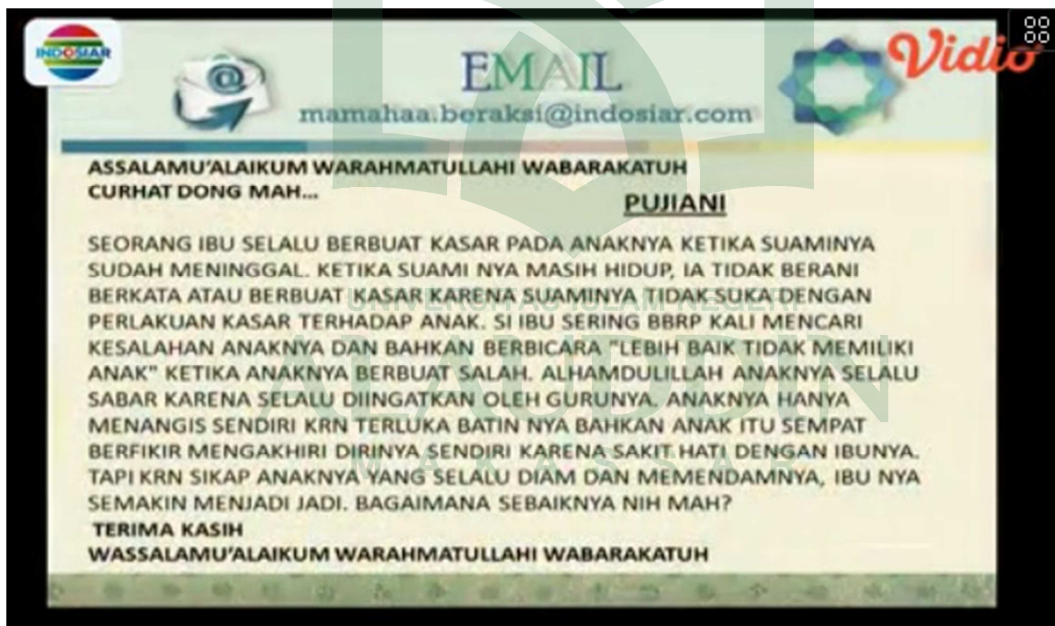 INDOSIAR
Vidio
EMAIL
mamahaa.beraksi@indosiar.com
ASSALAMU'ALAIKUM WARAHMATULLAHI WABARAKATUH
CURHAT DONG MAH...
PUJIANI
SEORANG IBU SELALU BERBUAT KASAR PADA ANAKNYA KETIKA SUAMINYA
SUDAH MENINGGAL. KETIKA SUAMI NYA MASIH HIDUP, IA TIDAK BERANI
BERKATA ATAU BERBUAT KASAR KARENA SUAMINYA TIDAK SUKA DENGAN
PERLAKUAN KASAR TERHADAP ANAK. SI IBU SERING BBRP KALI MENCARI
KESALAHAN ANAKNYA DAN BAHKAN BERBICARA "LEBIH BAIK TIDAK MEMILIKI
ANAK" KETIKA ANAKNYA BERBUAT SALAH. ALHAMDULILLAH ANAKNYA SELALU
SABAR KARENA SELALU DIINGATKAN OLEH GURUNYA. ANAKNYA HANYA
MENANGIS SENDIRI KRN TERLUKA BATIN NYA BAHKAN ANAK ITU SEMPAT
BERFIKIR MENGAKHIRI DIRINYA SENDIRI KARENA SAKIT HATI DENGAN IBUNYA.
TAPI KRN SIKAP ANAKNYA YANG SELALU DIAM DAN MEMENDAMNYA, IBU NYA
SEMAKIN MENJADI JADI. BAGAIMANA SEBAIKNYA NIH MAH?
TERIMA KASIH
WASSALAMU'ALAIKUM WARAHMATULLAHI WABARAKATUH
UNIVERSITAS ISLAM NEGERI
ALAUDDIN
MAKASSAR